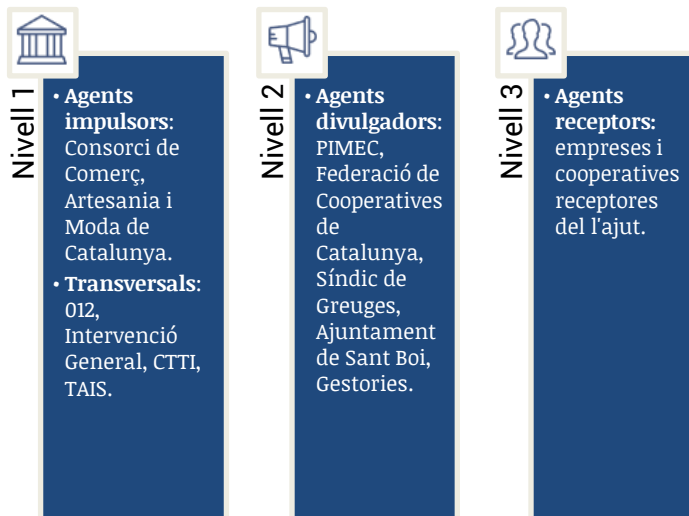 Nivell 1
• Agents
impulsors:
Consorci de
Comerç,
Artesania i
Moda de
Catalunya.
• Transversals:
012,
Intervenció
General, CTTI,
TAIS.
Nivell 2
• Agents
divulgadors:
PIMEC,
Federació de
Cooperatives
de
Catalunya,
Síndic de
Greuges,
Ajuntament
de Sant Boi,
Gestories.
Nivell 3
• Agents
receptors:
empreses i
cooperatives
receptores
del l'ajut.